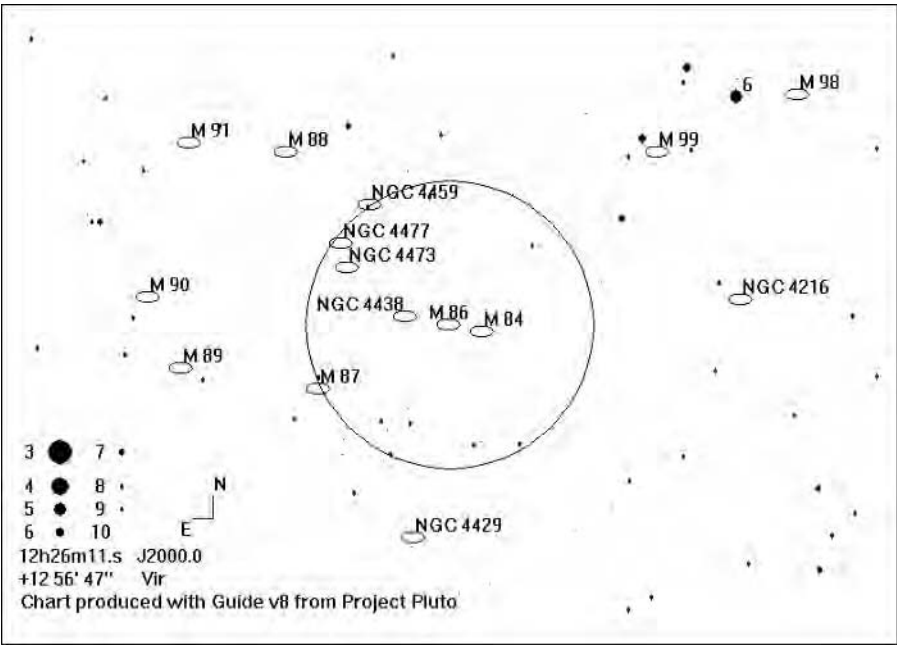 6
M 98
M 91
M 88
M 99
NGC 4459
NGC 4477
NGC 4473
M 90
NGC 4438
M 86
M 84
NGC 4216
M 89
M 87
3 7
4 8
5 9
6 10
N
E
NGC 4429
12h26m11.s J2000.0
+12 56' 47" Vir
Chart produced with Guide v8 from Project Pluto